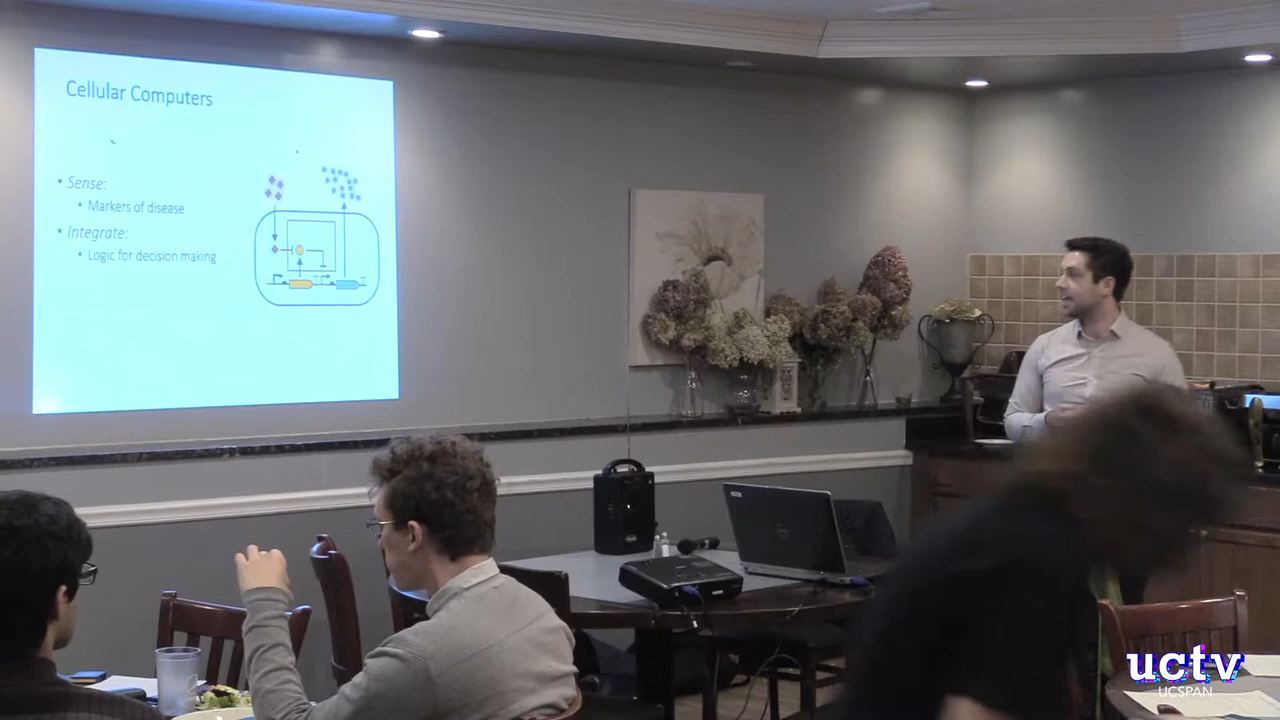 Cellular Computers
• Sense:
• Markers of disease
• Integrate:
• Logic for decision making
uctv
UCSPAN